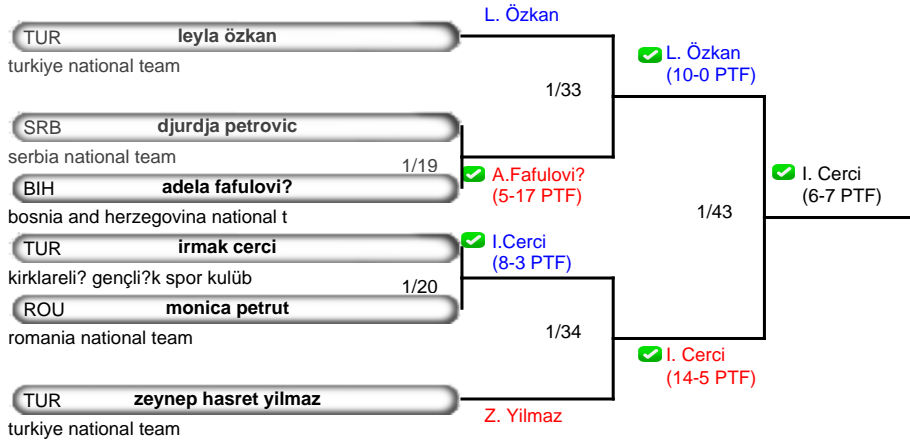 L. Özkan
TUR leyla özkan
turkiye national team
L. Özkan
(10-0 PTF)
1/33
SRB djurdja petrovic
serbia national team
1/19
A.Fafulovi?
(5-17 PTF)
BIH adela fafulovi?
bosnia and herzegovina national t
I. Cerci
(6-7 PTF)
1/43
TUR irmak cerci
kirklareli? gençli?k spor kulüb
I.Cerci
(8-3 PTF)
1/20
ROU monica petrut
romania national team
1/34
I. Cerci
(14-5 PTF)
TUR zeynep hasret yilmaz
turkiye national team
Z. Yilmaz